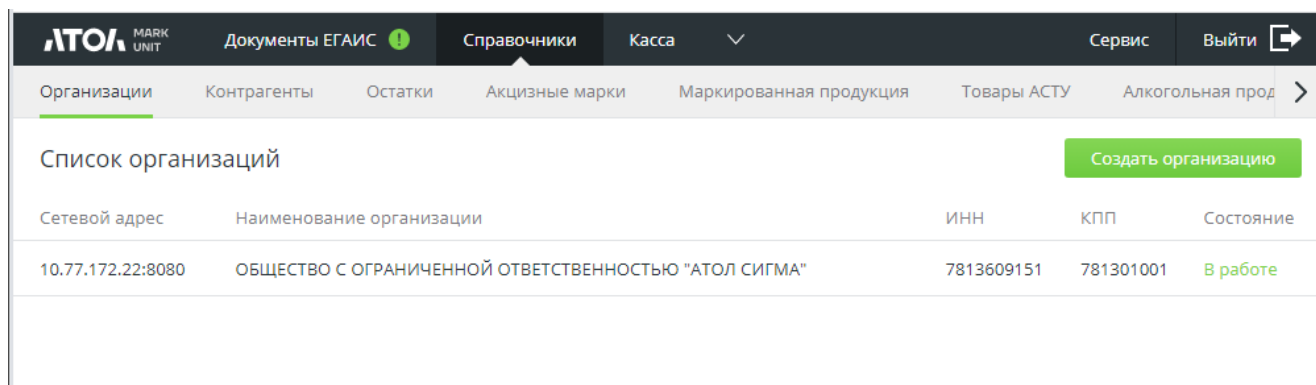 АТОЛ MARK UNIT Документы ЕГАИС Справочники Касса Сервис Выйти
Организации Контрагенты Остатки Акцизные марки Маркированная продукция Товары АСТУ Алкогольная прод
Список организаций Создать организацию
Сетевой адрес Наименование организации ИНН КПП Состояние
10.77.172.22:8080 ОБЩЕСТВО С ОГРАНИЧЕННОЙ ОТВЕТСТВЕННОСТЬЮ "АТОЛ СИГМА" 7813609151 781301001 В работе